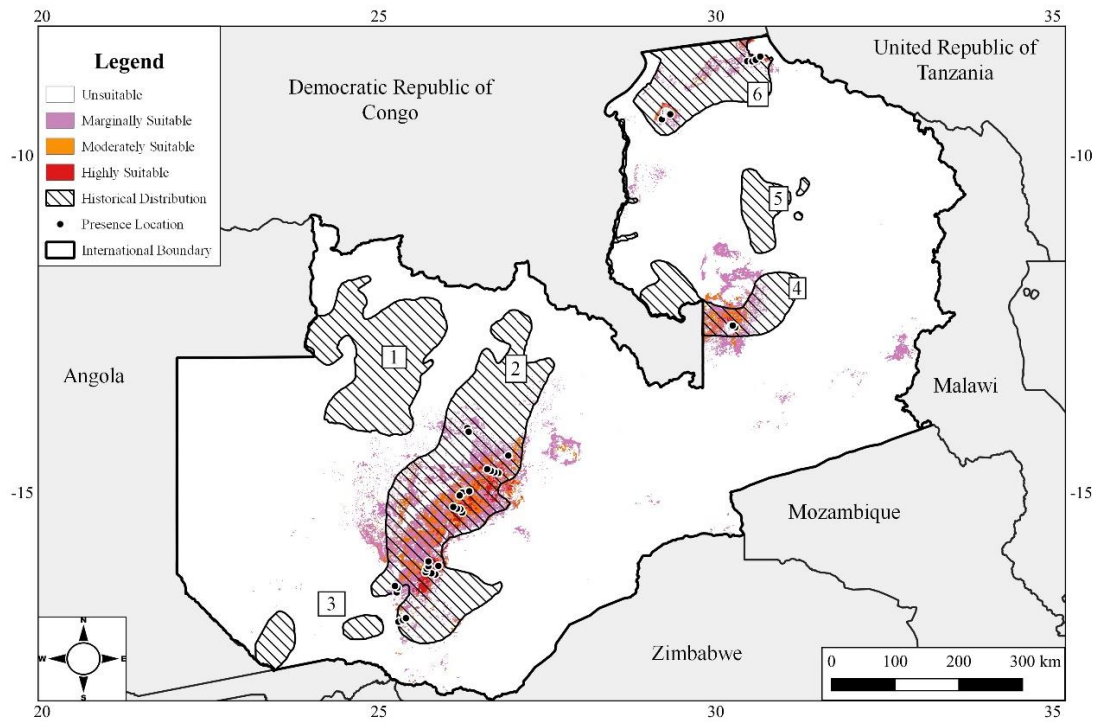 20
25
30
35
Legend
Unsuitable
Marginally Suitable
Moderately Suitable
Highly Suitable
Historical Distribution
Presence Location
International Boundary
Democratic Republic of
Congo
United Republic of
Tanzania
6
-10
-10
5
4
1
2
Angola
Malawi
-15
-15
Mozambique
3
N
W
E
S
Zimbabwe
0 100 200 300 km
20
25
30
35